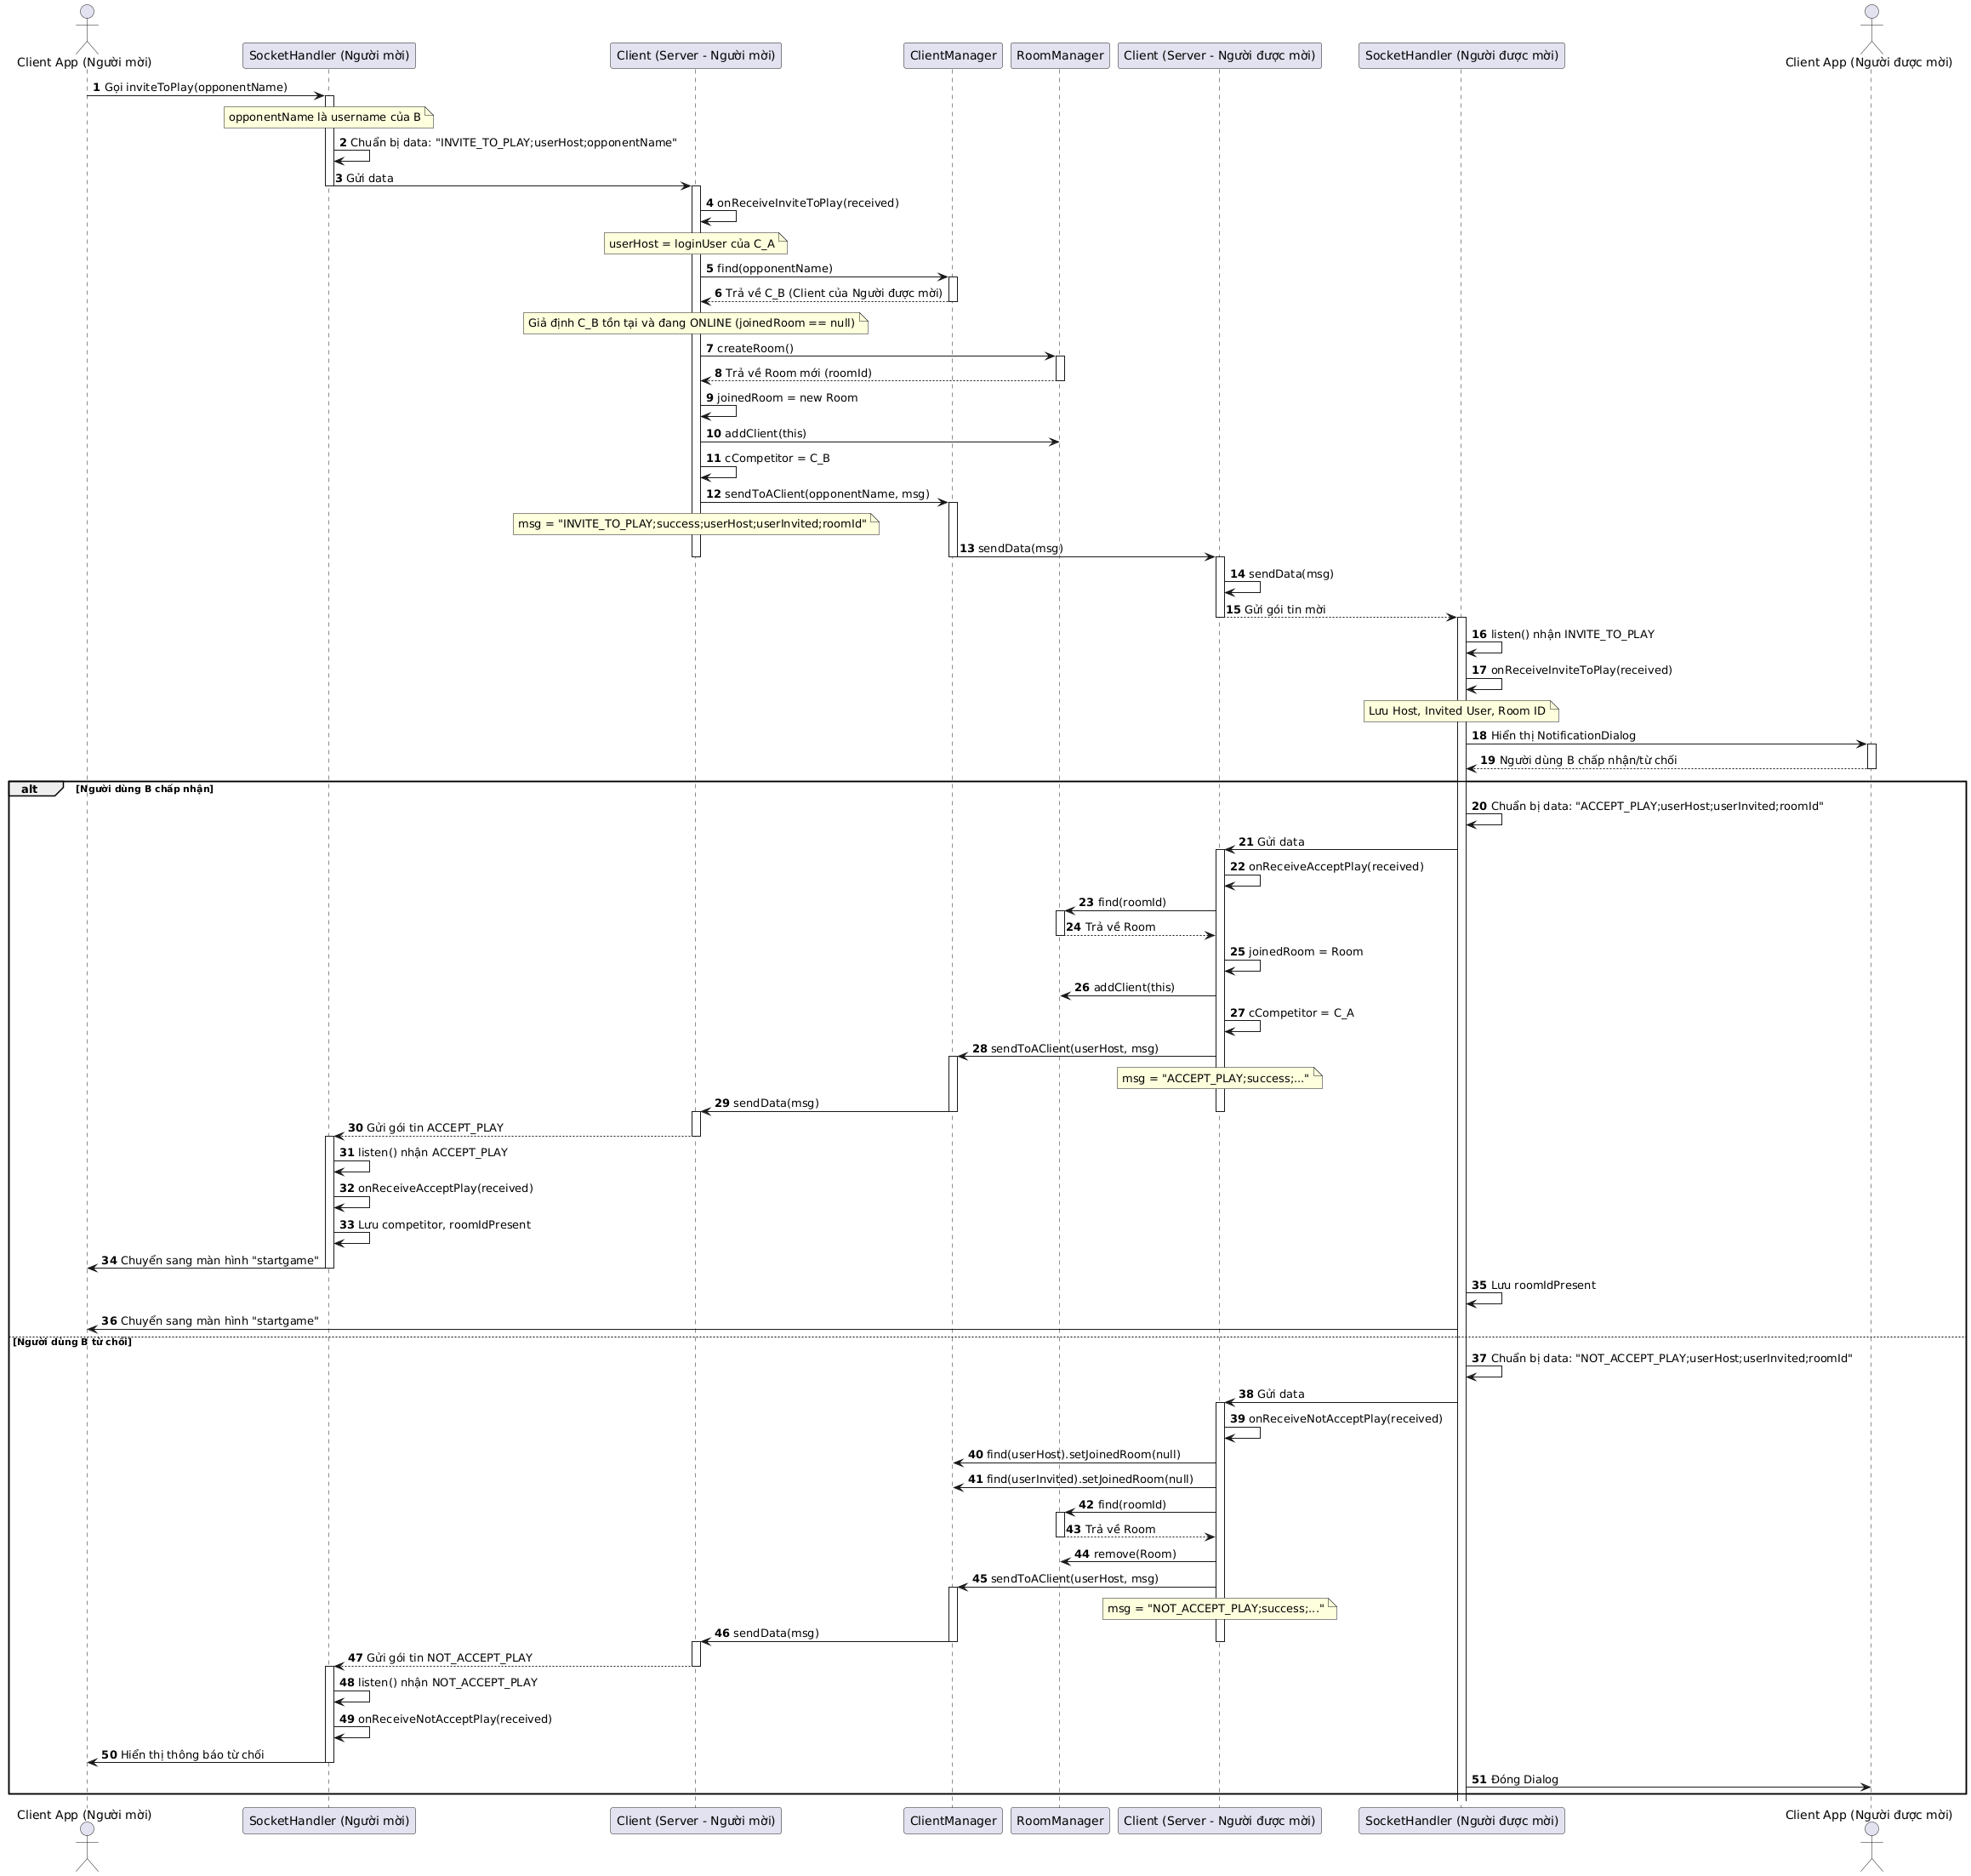 Client App (Người mời)
SocketHandler (Người mời)
Client (Server - Người mời)
ClientManager
RoomManager
Client (Server - Người được mời)
SocketHandler (Người được mời)
Client App (Người được mời)
1 Gọi inviteToPlay(opponentName)
opponentName là username của B
2 Chuẩn bị data: "INVITE_TO_PLAY;userHost;opponentName"
3 Gửi data
4 onReceiveInviteToPlay(received)
userHost = loginUser của C_A
5 find(opponentName)
6 Trả về C_B (Client của Người được mời)
Giả định C_B tồn tại và đang ONLINE (joinedRoom == null)
7 createRoom()
8 Trả về Room mới (roomId)
9 joinedRoom = new Room
10 addClient(this)
11 cCompetitor = C_B
12 sendToAClient(opponentName, msg)
msg = "INVITE_TO_PLAY;success;userHost;userInvited;roomId"
13 sendData(msg)
14 sendData(msg)
15 Gửi gói tin mời
16 listen() nhận INVITE_TO_PLAY
17 onReceiveInviteToPlay(received)
Lưu Host, Invited User, Room ID
18 Hiển thị NotificationDialog
19 Người dùng B chấp nhận/từ chối
alt [Người dùng B chấp nhận]
20 Chuẩn bị data: "ACCEPT_PLAY;userHost;userInvited;roomId"
21 Gửi data
22 onReceiveAcceptPlay(received)
23 find(roomId)
24 Trả về Room
25 joinedRoom = Room
26 addClient(this)
27 cCompetitor = C_A
28 sendToAClient(userHost, msg)
msg = "ACCEPT_PLAY;success;..."
29 sendData(msg)
30 Gửi gói tin ACCEPT_PLAY
31 listen() nhận ACCEPT_PLAY
32 onReceiveAcceptPlay(received)
33 Lưu competitor, roomIdPresent
34 Chuyển sang màn hình "startgame"
35 Lưu roomIdPresent
36 Chuyển sang màn hình "startgame"
[Người dùng B từ chối]
37 Chuẩn bị data: "NOT_ACCEPT_PLAY;userHost;userInvited;roomId"
38 Gửi data
39 onReceiveNotAcceptPlay(received)
40 find(userHost).setJoinedRoom(null)
41 find(userInvited).setJoinedRoom(null)
42 find(roomId)
43 Trả về Room
44 remove(Room)
45 sendToAClient(userHost, msg)
msg = "NOT_ACCEPT_PLAY;success;..."
46 sendData(msg)
47 Gửi gói tin NOT_ACCEPT_PLAY
48 listen() nhận NOT_ACCEPT_PLAY
49 onReceiveNotAcceptPlay(received)
50 Hiển thị thông báo từ chối
51 Đóng Dialog
Client App (Người mời)
SocketHandler (Người mời)
Client (Server - Người mời)
ClientManager
RoomManager
Client (Server - Người được mời)
SocketHandler (Người được mời)
Client App (Người được mời)